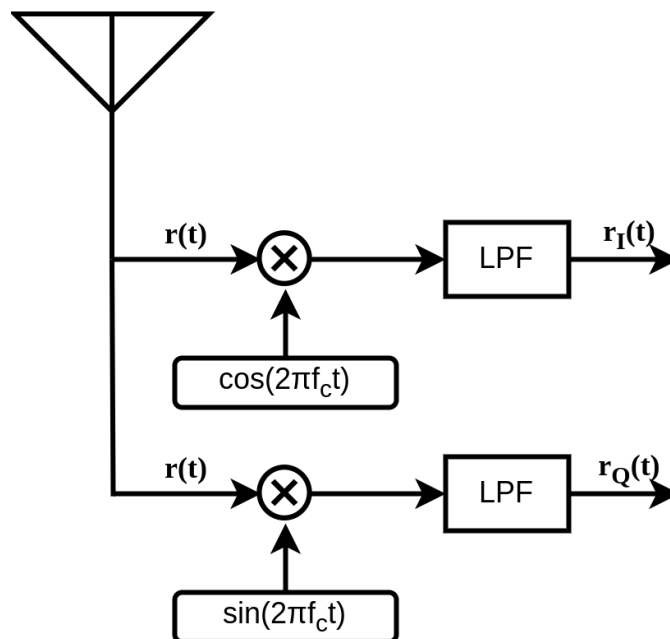 r(t)
LPF
r_I(t)
cos(2πf_ct)
r(t)
LPF
r_Q(t)
sin(2πf_ct)